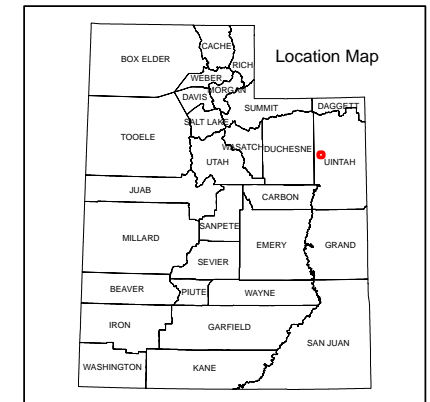 CACHE
BOX ELDER
Location Map
RICH
WEBER
MORGAN
DAVIS
DAGGETT
SUMMIT
SALT LAKE
TOOELE
WASATCH
DUCHESNE
UINTAH
UTAH
JUAB
CARBON
SANPETE
MILLARD
EMERY
GRAND
SEVIER
BEAVER
PIUTE
WAYNE
IRON
GARFIELD
SAN JUAN
WASHINGTON
KANE